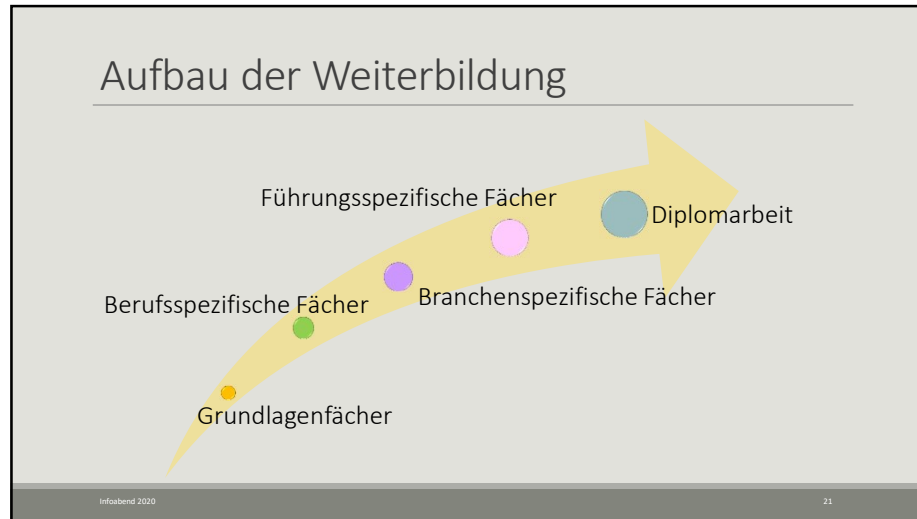 Aufbau der Weiterbildung
Führungsspezifische Fächer
Diplomarbeit
Berufsspezifische Fächer
Branchenspezifische Fächer
Grundlagenfächer
Infoabend 2020
21